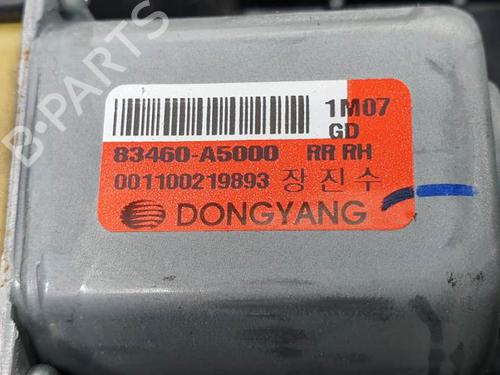 1M07
GD
83460-A5000 RR RH
001100219893 장진수
DONGYANG
B-PARTS